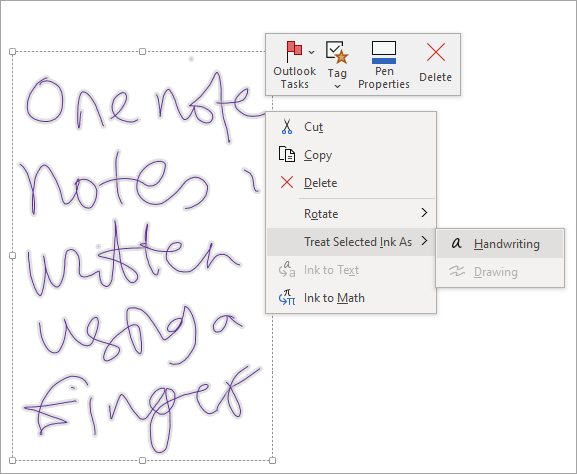 Outlook Tasks
Tag
Pen Properties
Delete
One note
notes
written
using a
Finger
Cut
Copy
Delete
Rotate
Treat Selected Ink As
Handwriting
Drawing
Ink to Text
Ink to Math